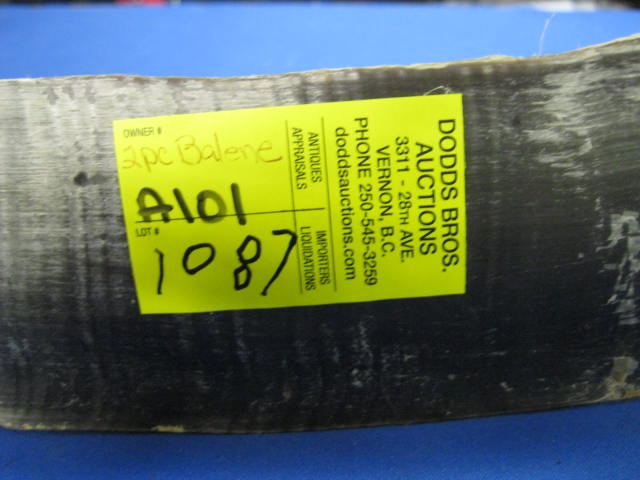 OWNER #
2pc Balene
A101
LOT #
1087
ANTIQUES
APPRAISALS
IMPORTERS
LIQUIDATIONS
DODDS BROS.
AUCTIONS
3311 - 28TH AVE.
VERNON, B.C.
PHONE 250-545-3259
doddsauctions.com